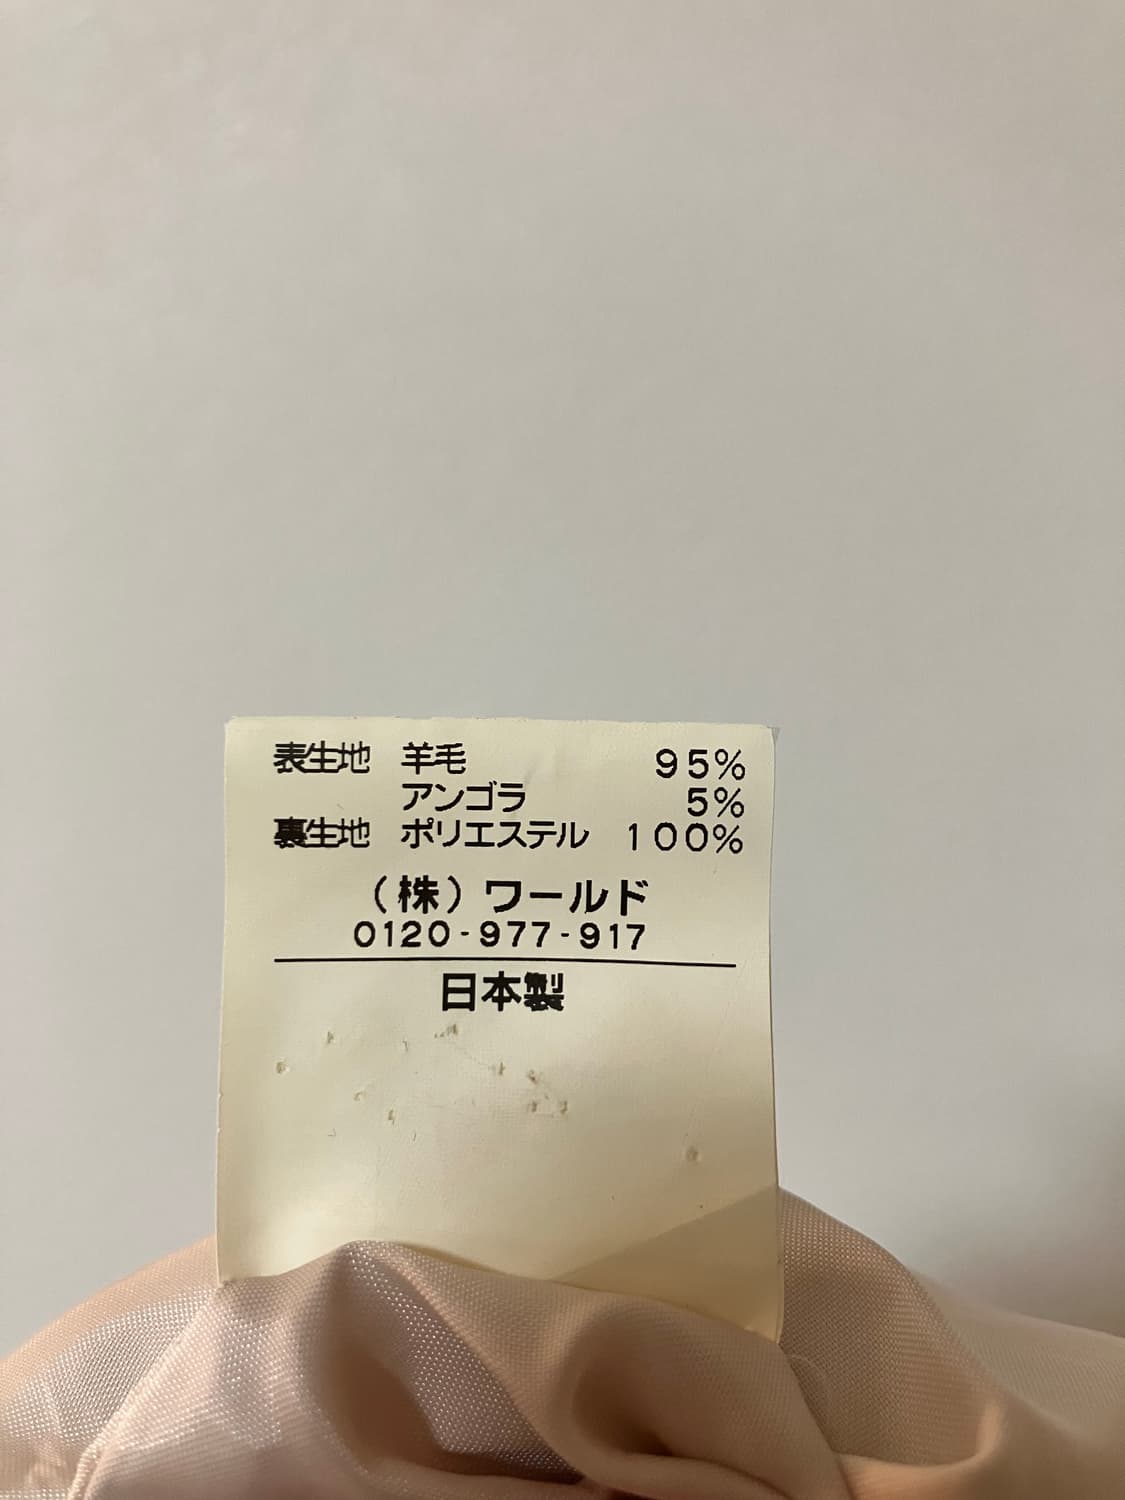 表生地 羊毛 95%
アンゴラ 5%
裏生地 ポリエステル 100%
（株）ワールド
0120-977-917
日本製